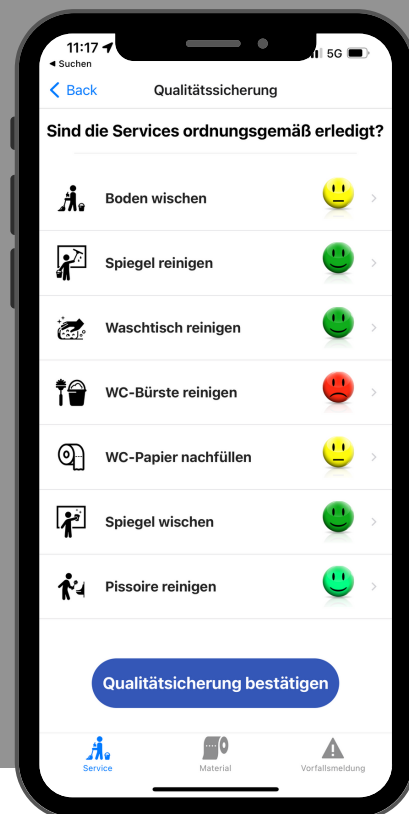 11:17
5G
◀ Suchen
Back
Qualitätssicherung
Sind die Services ordnungsgemäß erledigt?
Boden wischen
Spiegel reinigen
Waschtisch reinigen
WC-Bürste reinigen
WC-Papier nachfüllen
Spiegel wischen
Pissoire reinigen
Qualitätsicherung bestätigen
Service
Material
Vorfallsmeldung